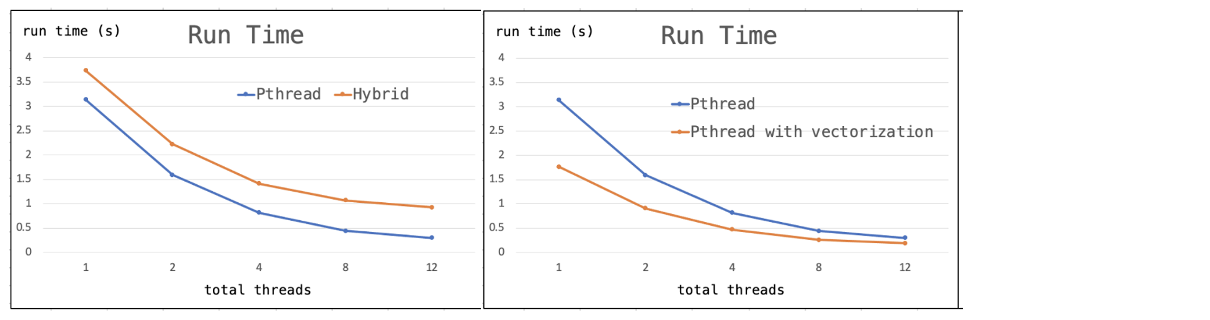 run time (s)
Run Time
4
3.5
3
2.5
2
1.5
1
0.5
0
Pthread
Hybrid
1 2 4 8 12
total threads
run time (s)
Run Time
4
3.5
3
2.5
2
1.5
1
0.5
0
Pthread
Pthread with vectorization
1 2 4 8 12
total threads